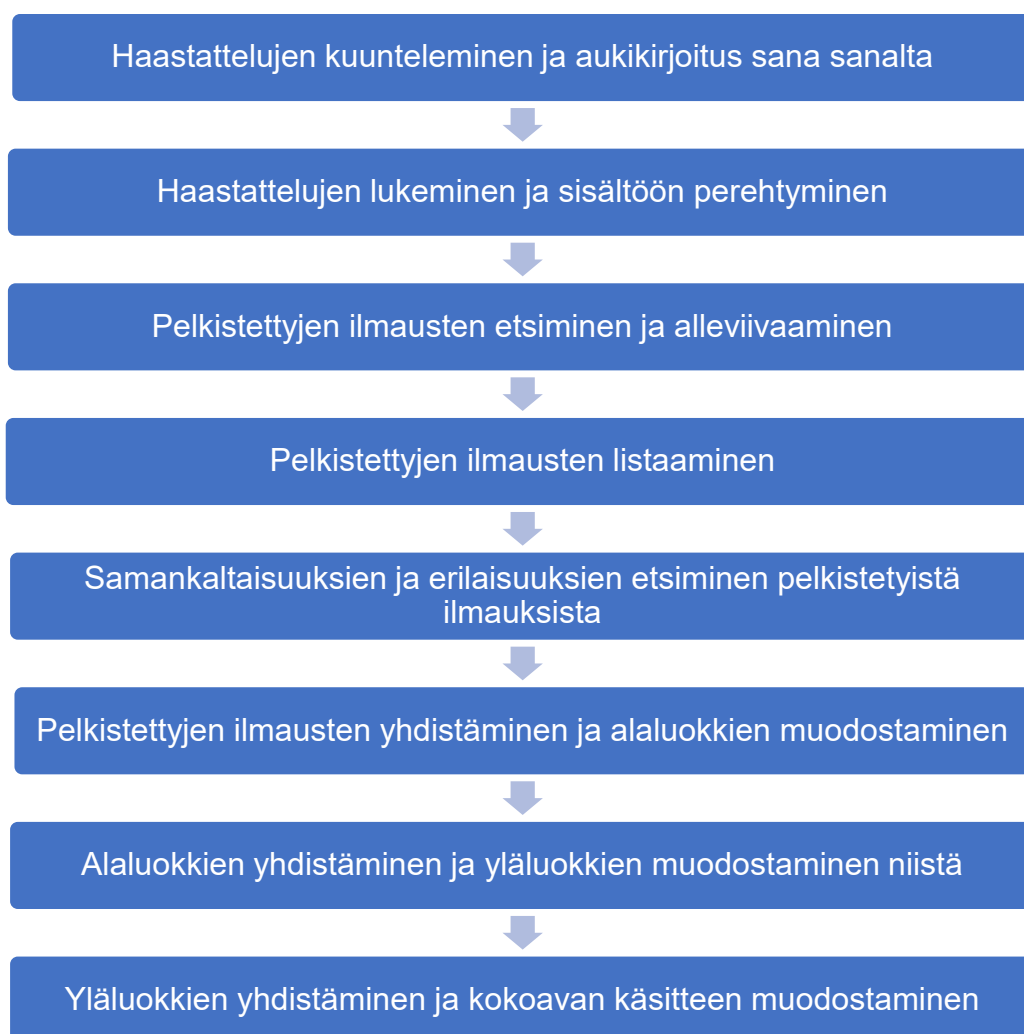 Haastattelujen kuunteleminen ja aukikirjoitus sana sanalta
Haastattelujen lukeminen ja sisältöön perehtyminen
Pelkistettyjen ilmausten etsiminen ja alleviivaaminen
Pelkistettyjen ilmausten listaaminen
Samankaltaisuuksien ja erilaisuuksien etsiminen pelkistetyistä
ilmauksista
Pelkistettyjen ilmausten yhdistäminen ja alaluokkien muodostaminen
Alaluokkien yhdistäminen ja yläluokkien muodostaminen niistä
Yläluokkien yhdistäminen ja kokoavan käsitteen muodostaminen